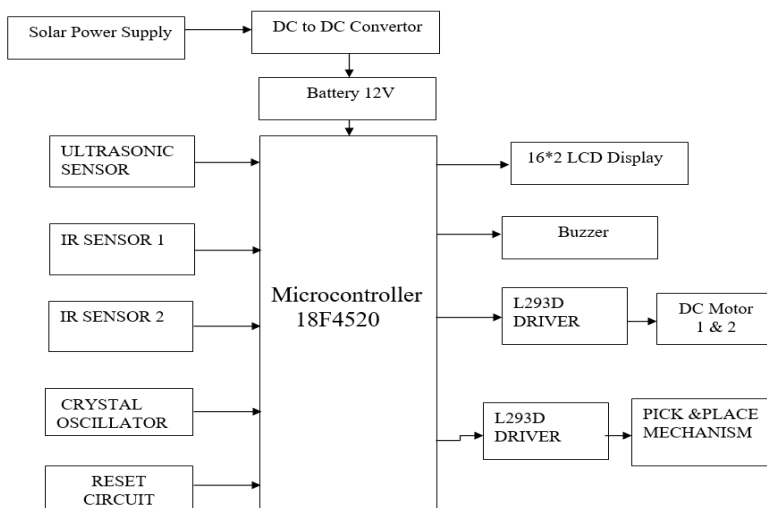 Solar Power Supply
DC to DC Convertor
Battery 12V
ULTRASONIC
SENSOR
IR SENSOR 1
IR SENSOR 2
CRYSTAL
OSCILLATOR
RESET
CIRCUIT
Microcontroller
18F4520
16*2 LCD Display
Buzzer
L293D
DRIVER
DC Motor
1 & 2
L293D
DRIVER
PICK &PLACE
MECHANISM